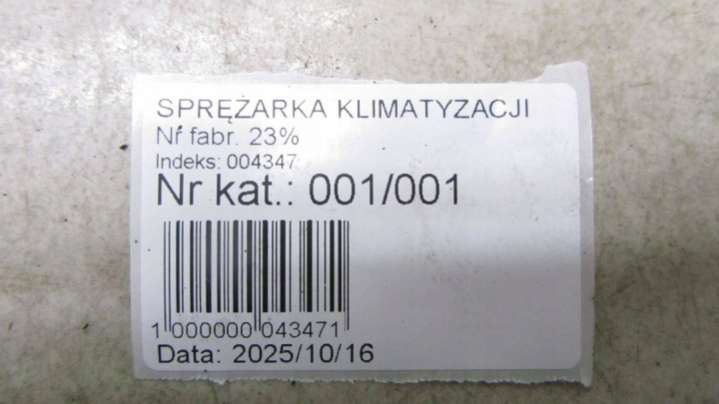 SPRĘŻARKA KLIMATYZACJI
Nr fabr. 23%
Indeks: 004347
Nr kat.: 001/001
1 000000 043471
Data: 2025/10/16